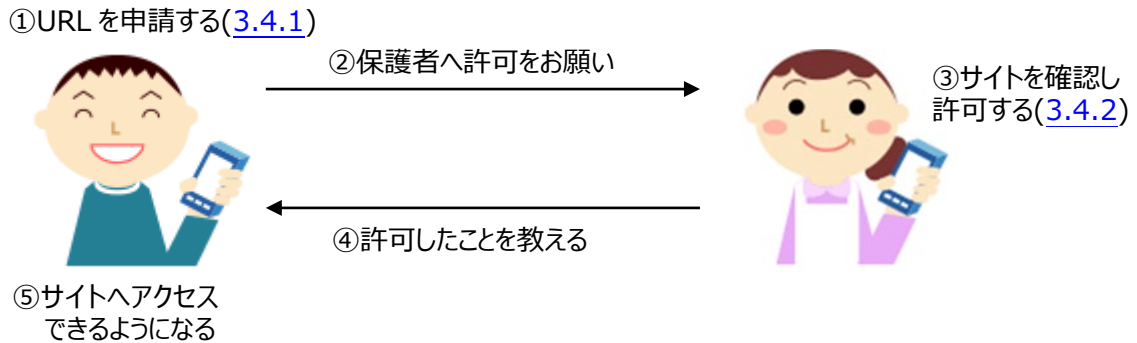 ①URL を申請する(3.4.1)
②保護者へ許可をお願い
③サイトを確認し
許可する(3.4.2)
④許可したことを教える
⑤サイトへアクセス
できるようになる